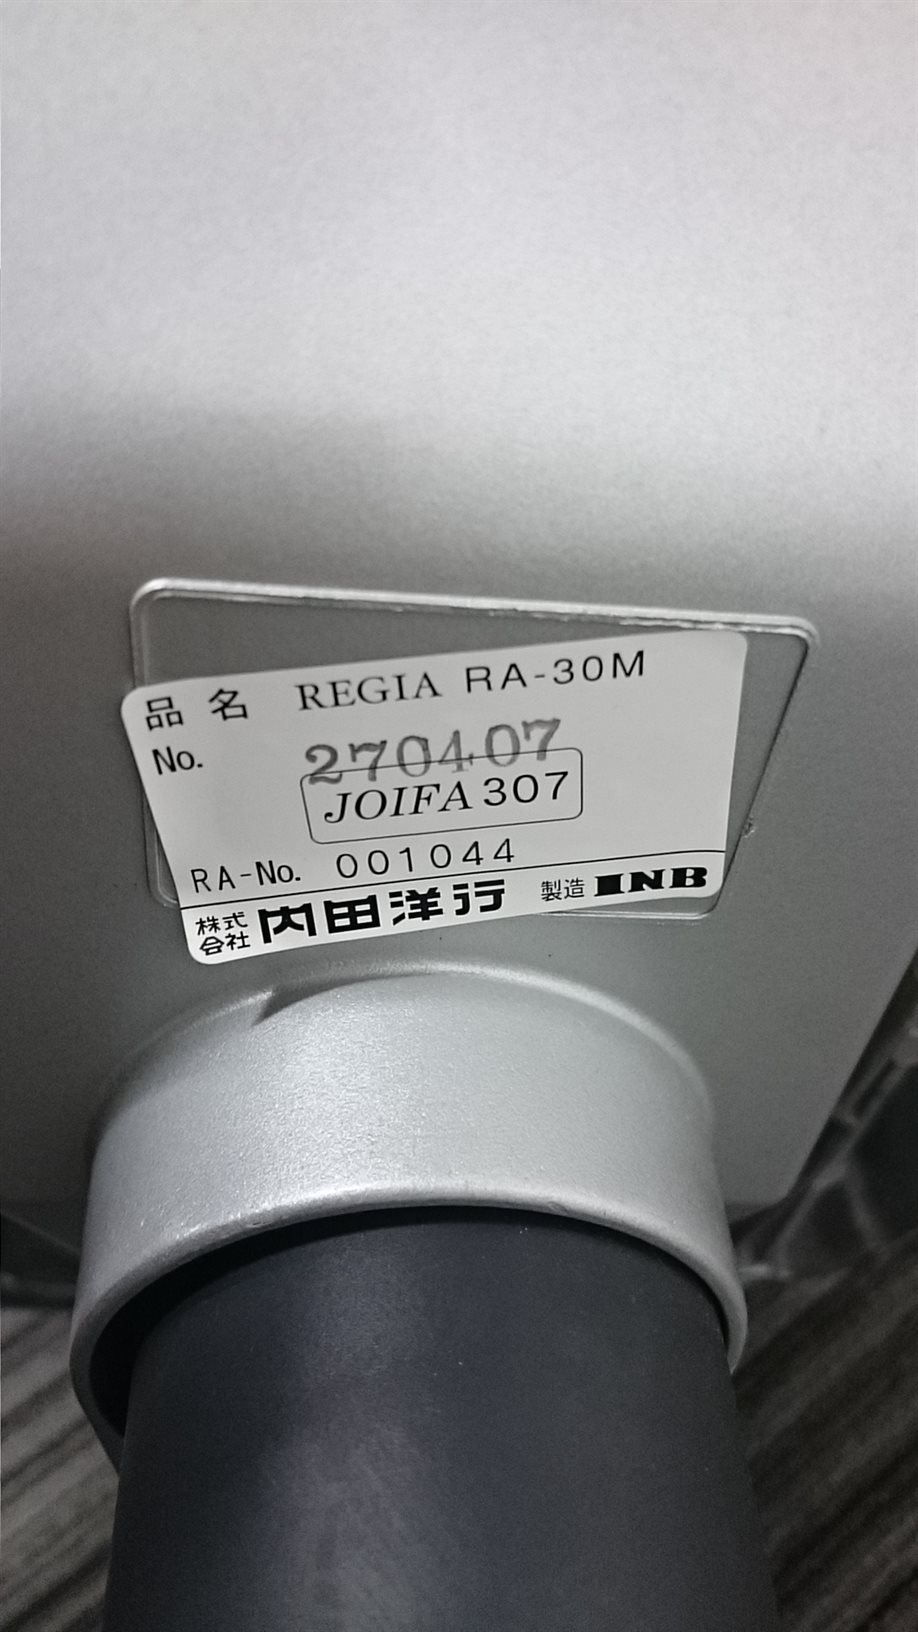 品名 REGIA RA-30M
No. 270407
JOIFA 307
RA-No. 001044
株式会社 内田洋行 製造 INB